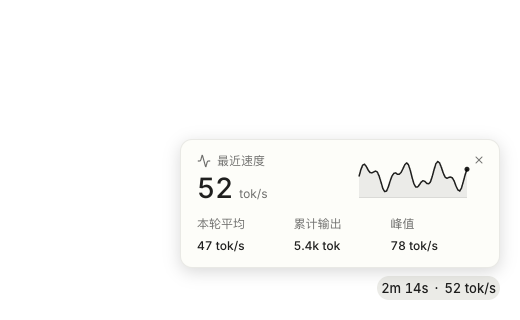 最近速度
52 tok/s
本轮平均 累计输出 峰值
47 tok/s 5.4k tok 78 tok/s
2m 14s · 52 tok/s